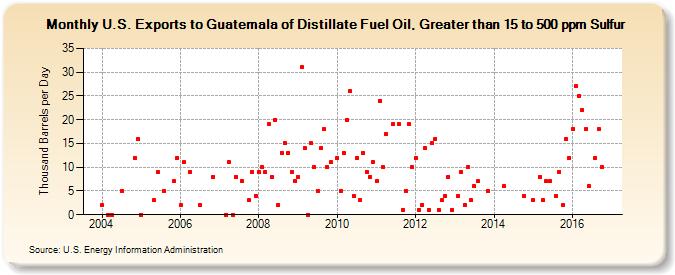 Monthly U.S. Exports to Guatemala of Distillate Fuel Oil, Greater than 15 to 500 ppm Sulfur
Thousand Barrels per Day
35
30
25
20
15
10
5
0
2004 2006 2008 2010 2012 2014 2016
Source: U.S. Energy Information Administration